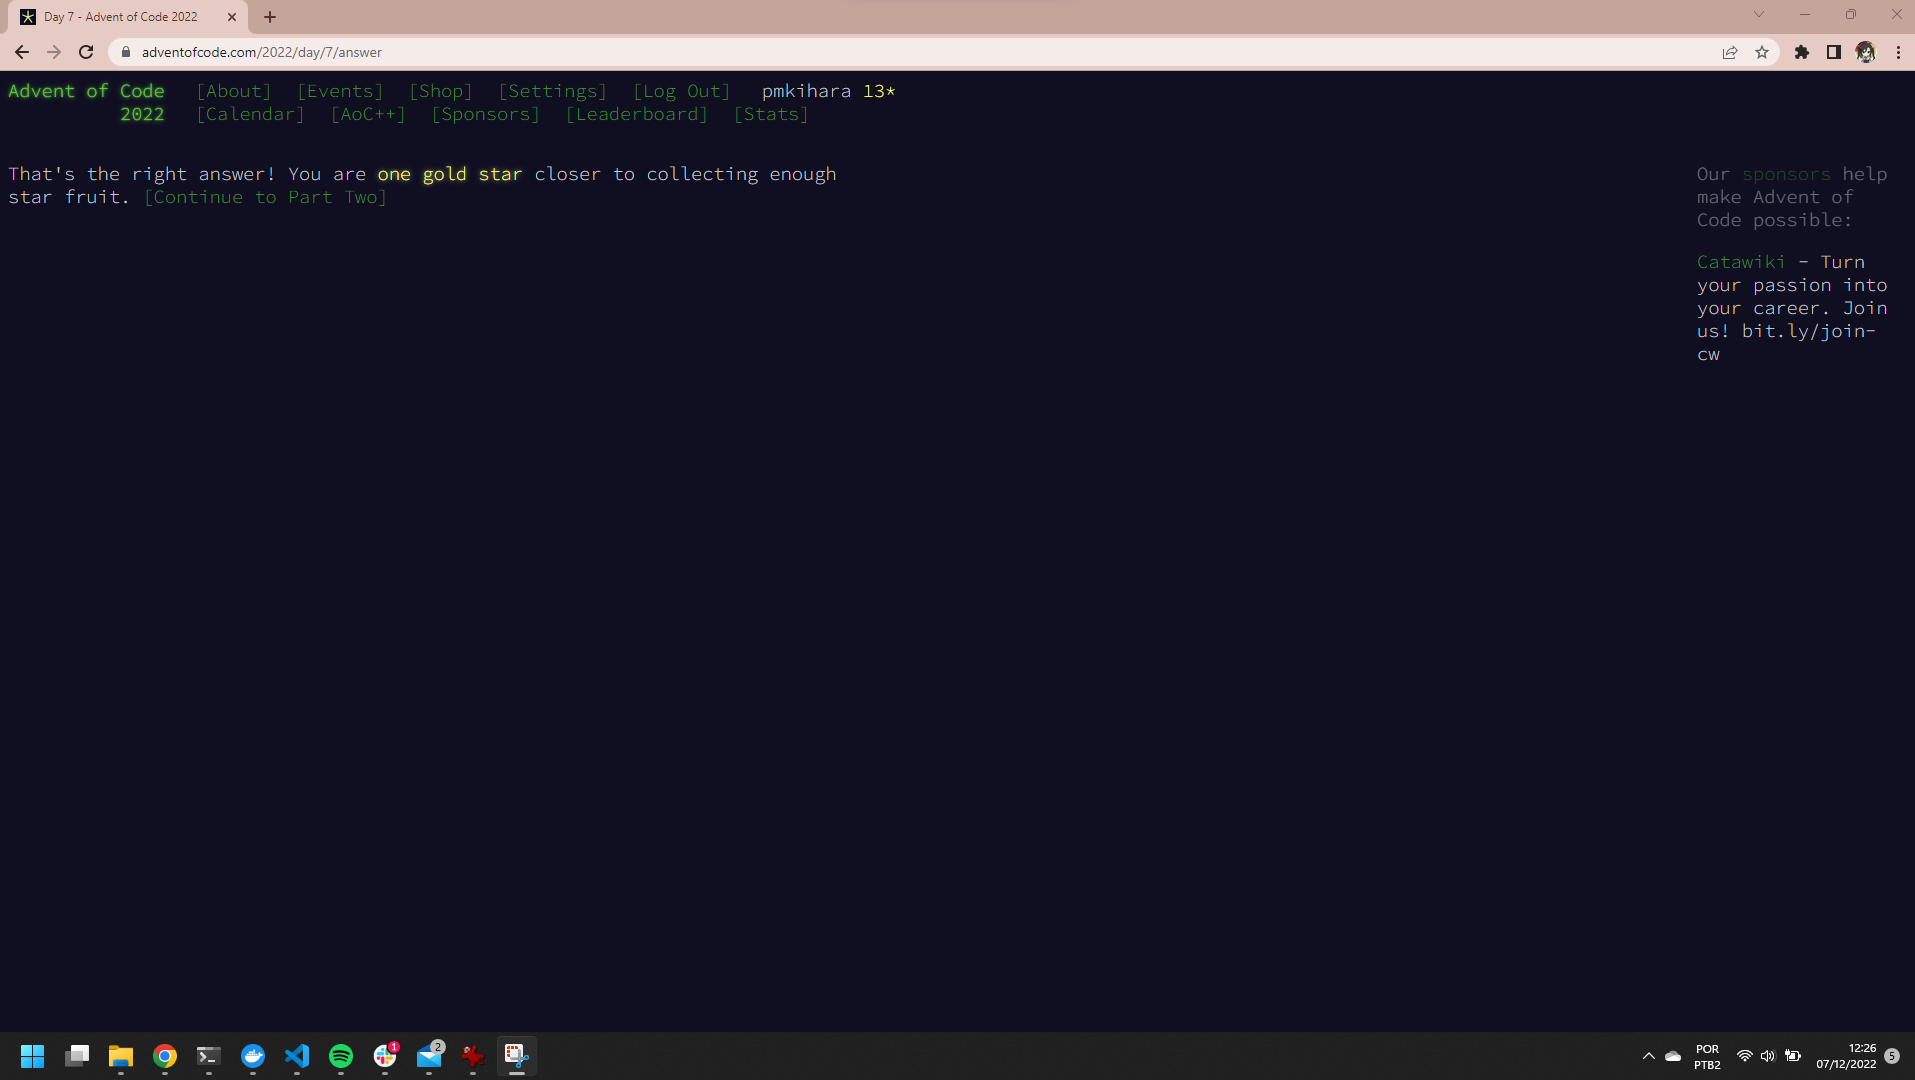 Day 7 - Advent of Code 2022
adventofcode.com/2022/day/7/answer
Advent of Code [About] [Events] [Shop] [Settings] [Log Out] pmkihara 13*
2022 [Calendar] [AoC++] [Sponsors] [Leaderboard] [Stats]
That's the right answer! You are one gold star closer to collecting enough
star fruit. [Continue to Part Two]
Our sponsors help
make Advent of
Code possible:
Catawiki - Turn
your passion into
your career. Join
us! bit.ly/join-
cw
1
2
POR
PTB2
12:26
07/12/2022
5